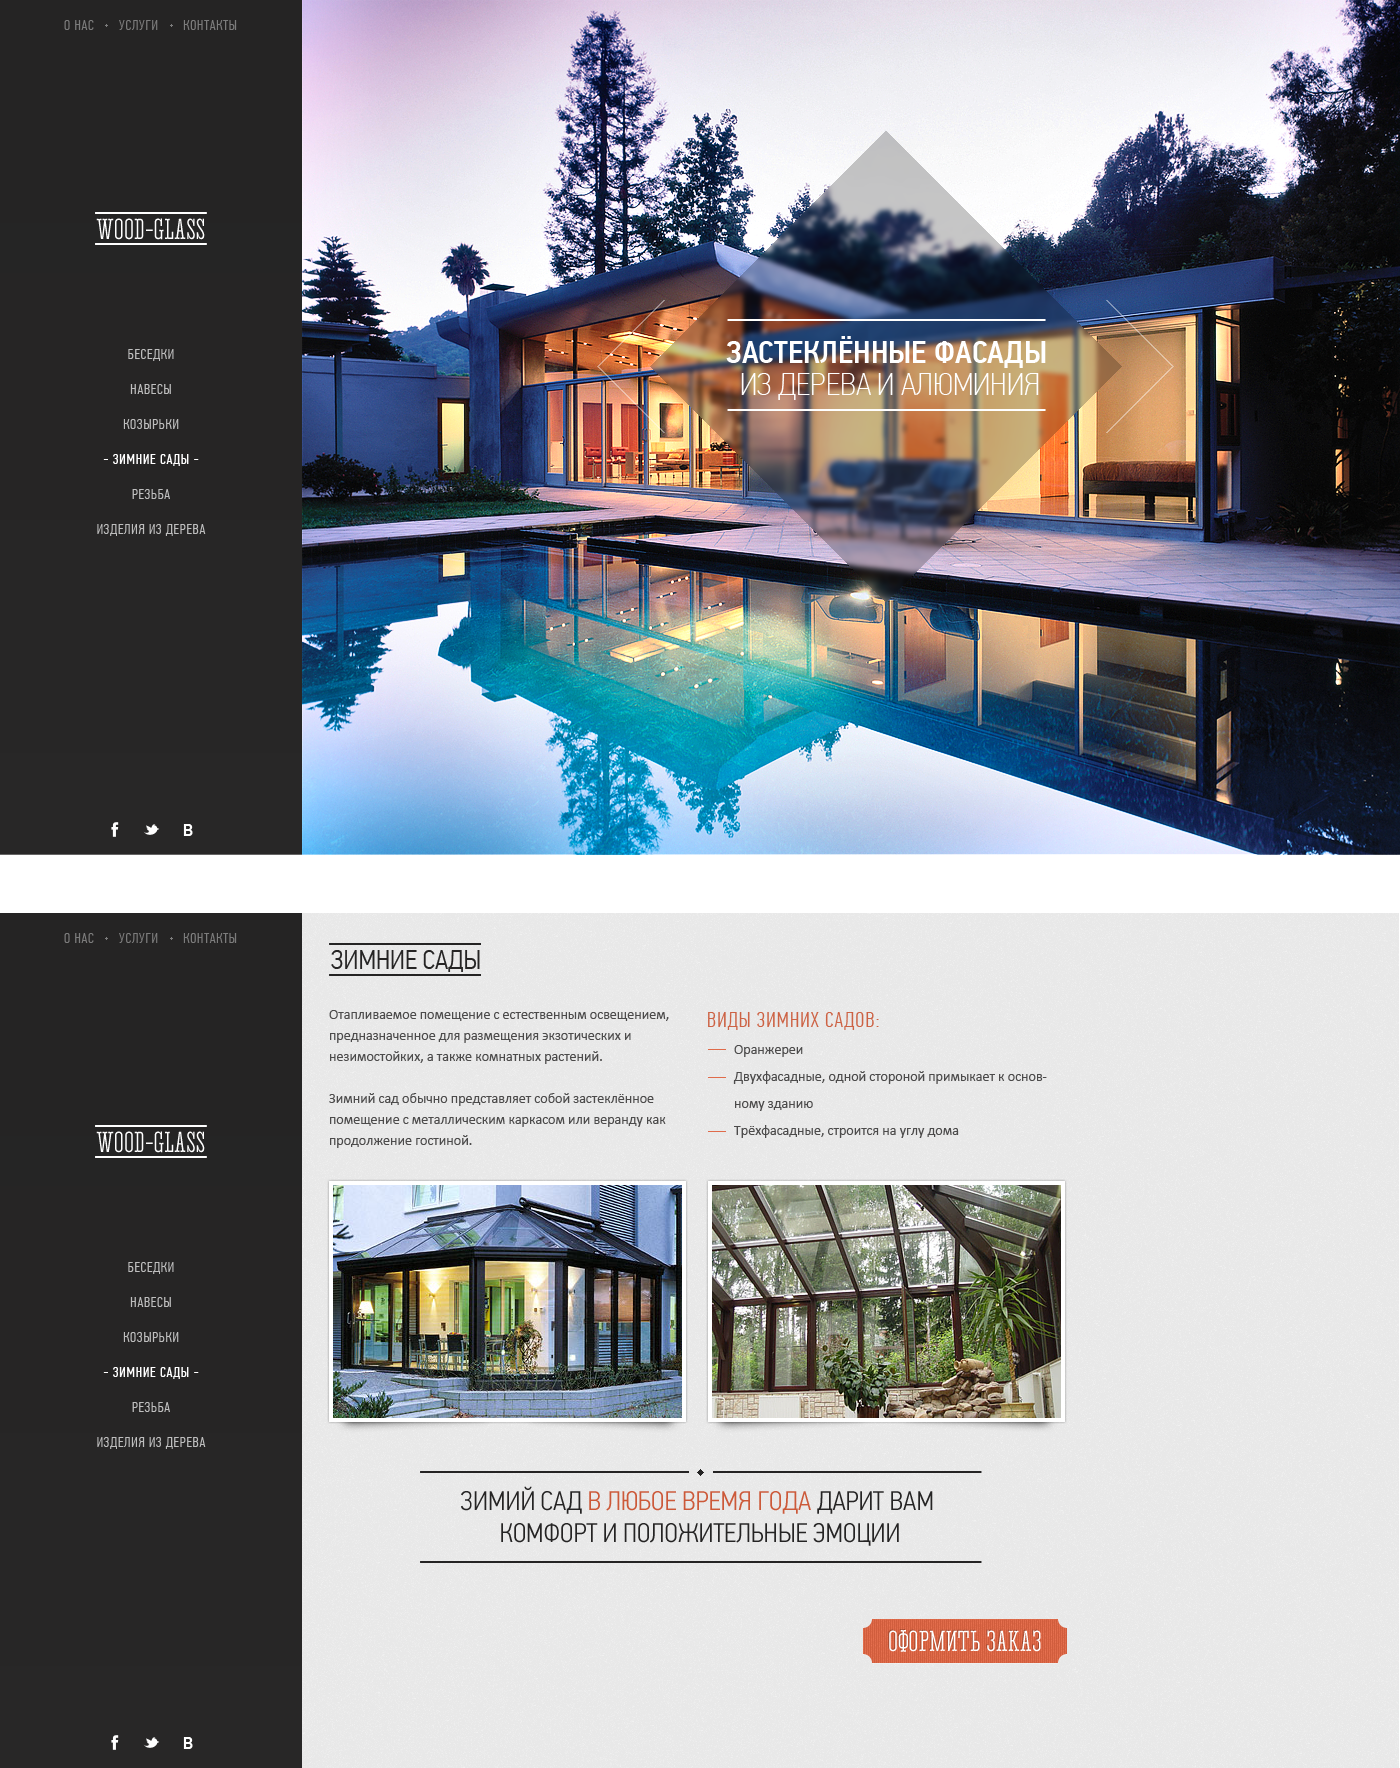 О НАС • УСЛУГИ • КОНТАКТЫ
WOOD-GLASS
БЕСЕДКИ
НАВЕСЫ
КОЗЫРЬКИ
- ЗИМНИЕ САДЫ -
РЕЗЬБА
ИЗДЕЛИЯ ИЗ ДЕРЕВА
f B
ЗАСТЕКЛЁННЫЕ ФАСАДЫ
ИЗ ДЕРЕВА И АЛЮМИНИЯ
О НАС • УСЛУГИ • КОНТАКТЫ
WOOD-GLASS
БЕСЕДКИ
НАВЕСЫ
КОЗЫРЬКИ
- ЗИМНИЕ САДЫ -
РЕЗЬБА
ИЗДЕЛИЯ ИЗ ДЕРЕВА
f B
ЗИМНИЕ САДЫ
Отапливаемое помещение с естественным освещением,
предназначенное для размещения экзотических и
незимостойких, а также комнатных растений.
Зимний сад обычно представляет собой застеклённое
помещение с металлическим каркасом или веранду как
продолжение гостиной.
ВИДЫ ЗИМНИХ САДОВ:
— Оранжереи
— Двухфасадные, одной стороной примыкает к основ-
ному зданию
— Трёхфасадные, строится на углу дома
ЗИМИЙ САД В ЛЮБОЕ ВРЕМЯ ГОДА ДАРИТ ВАМ
КОМФОРТ И ПОЛОЖИТЕЛЬНЫЕ ЭМОЦИИ
ОФОРМИТЬ ЗАКАЗ